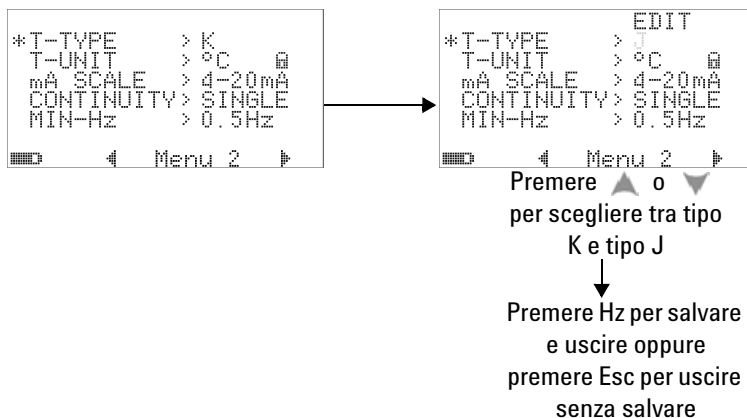 *T-TYPE > K
T-UNIT > °C
mA SCALE > 4-20mA
CONTINUITY> SINGLE
MIN-Hz > 0.5Hz
Menu 2
EDIT
*T-TYPE > J
T-UNIT > °C
mA SCALE > 4-20mA
CONTINUITY> SINGLE
MIN-Hz > 0.5Hz
Menu 2
Premere o
per scegliere tra tipo
K e tipo J
Premere Hz per salvare
e uscire oppure
premere Esc per uscire
senza salvare